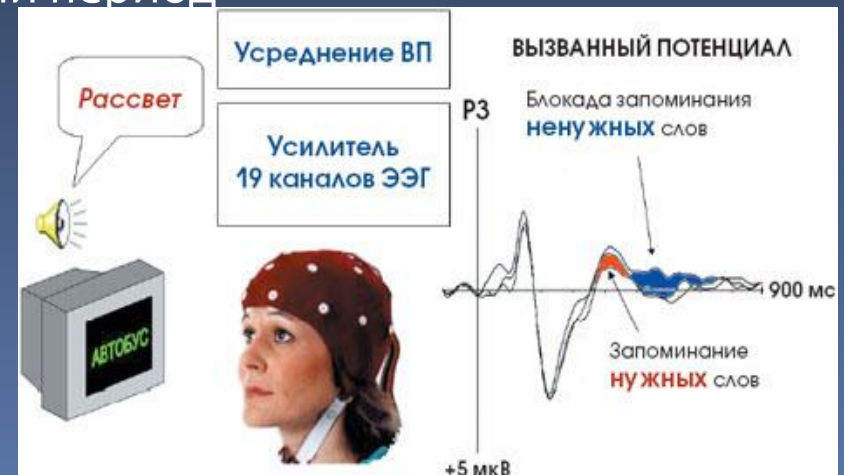 период
Рассвет
АВТОБУС
Усреднение ВП
Усилитель
19 каналов ЭЭГ
ВЫЗВАННЫЙ ПОТЕНЦИАЛ
P3
Блокада запоминания
ненужных слов
900 мс
Запоминание
нужных слов
+5 мкВ